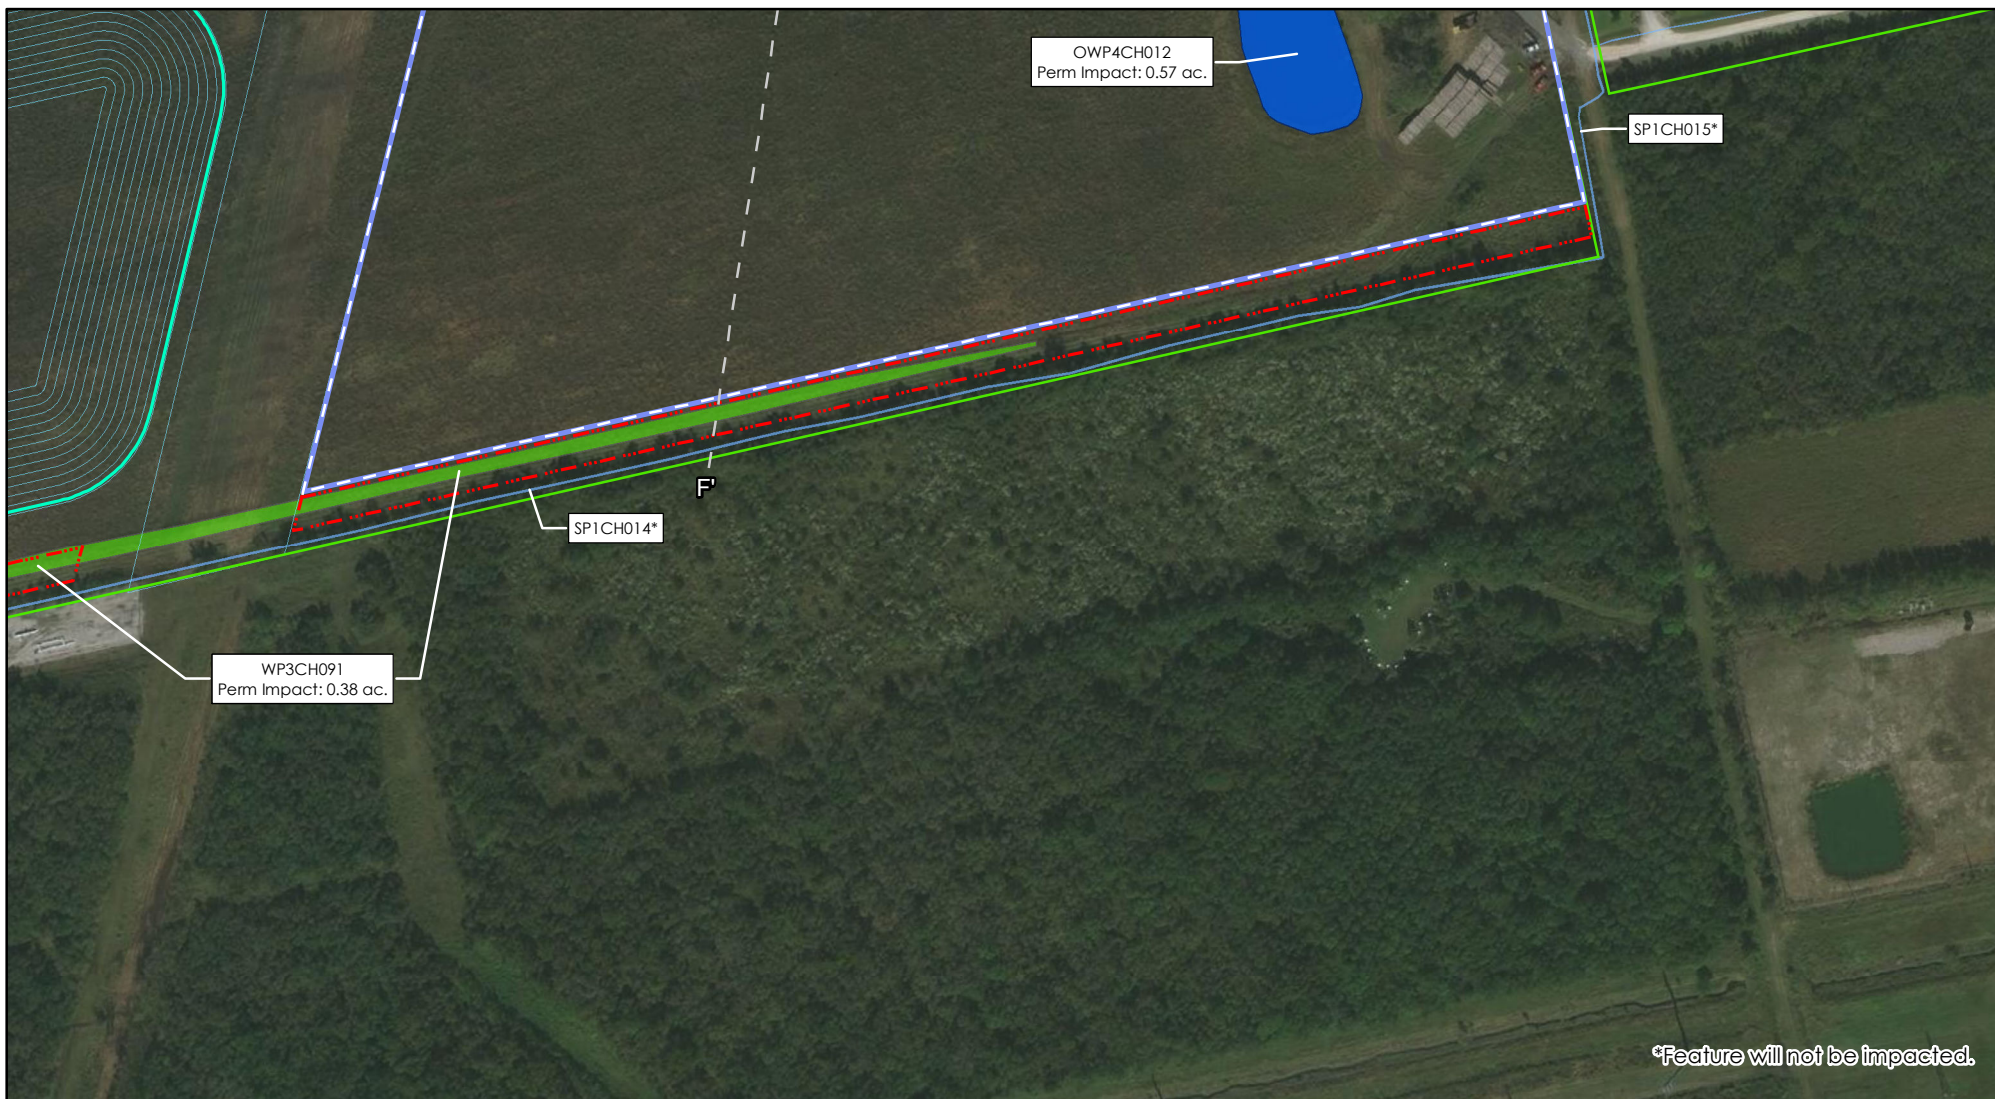 OWP4CH012
Perm Impact: 0.57 ac.
SP1CH015*
F'
SP1CH014*
WP3CH091
Perm Impact: 0.38 ac.
*Feature will not be impacted.